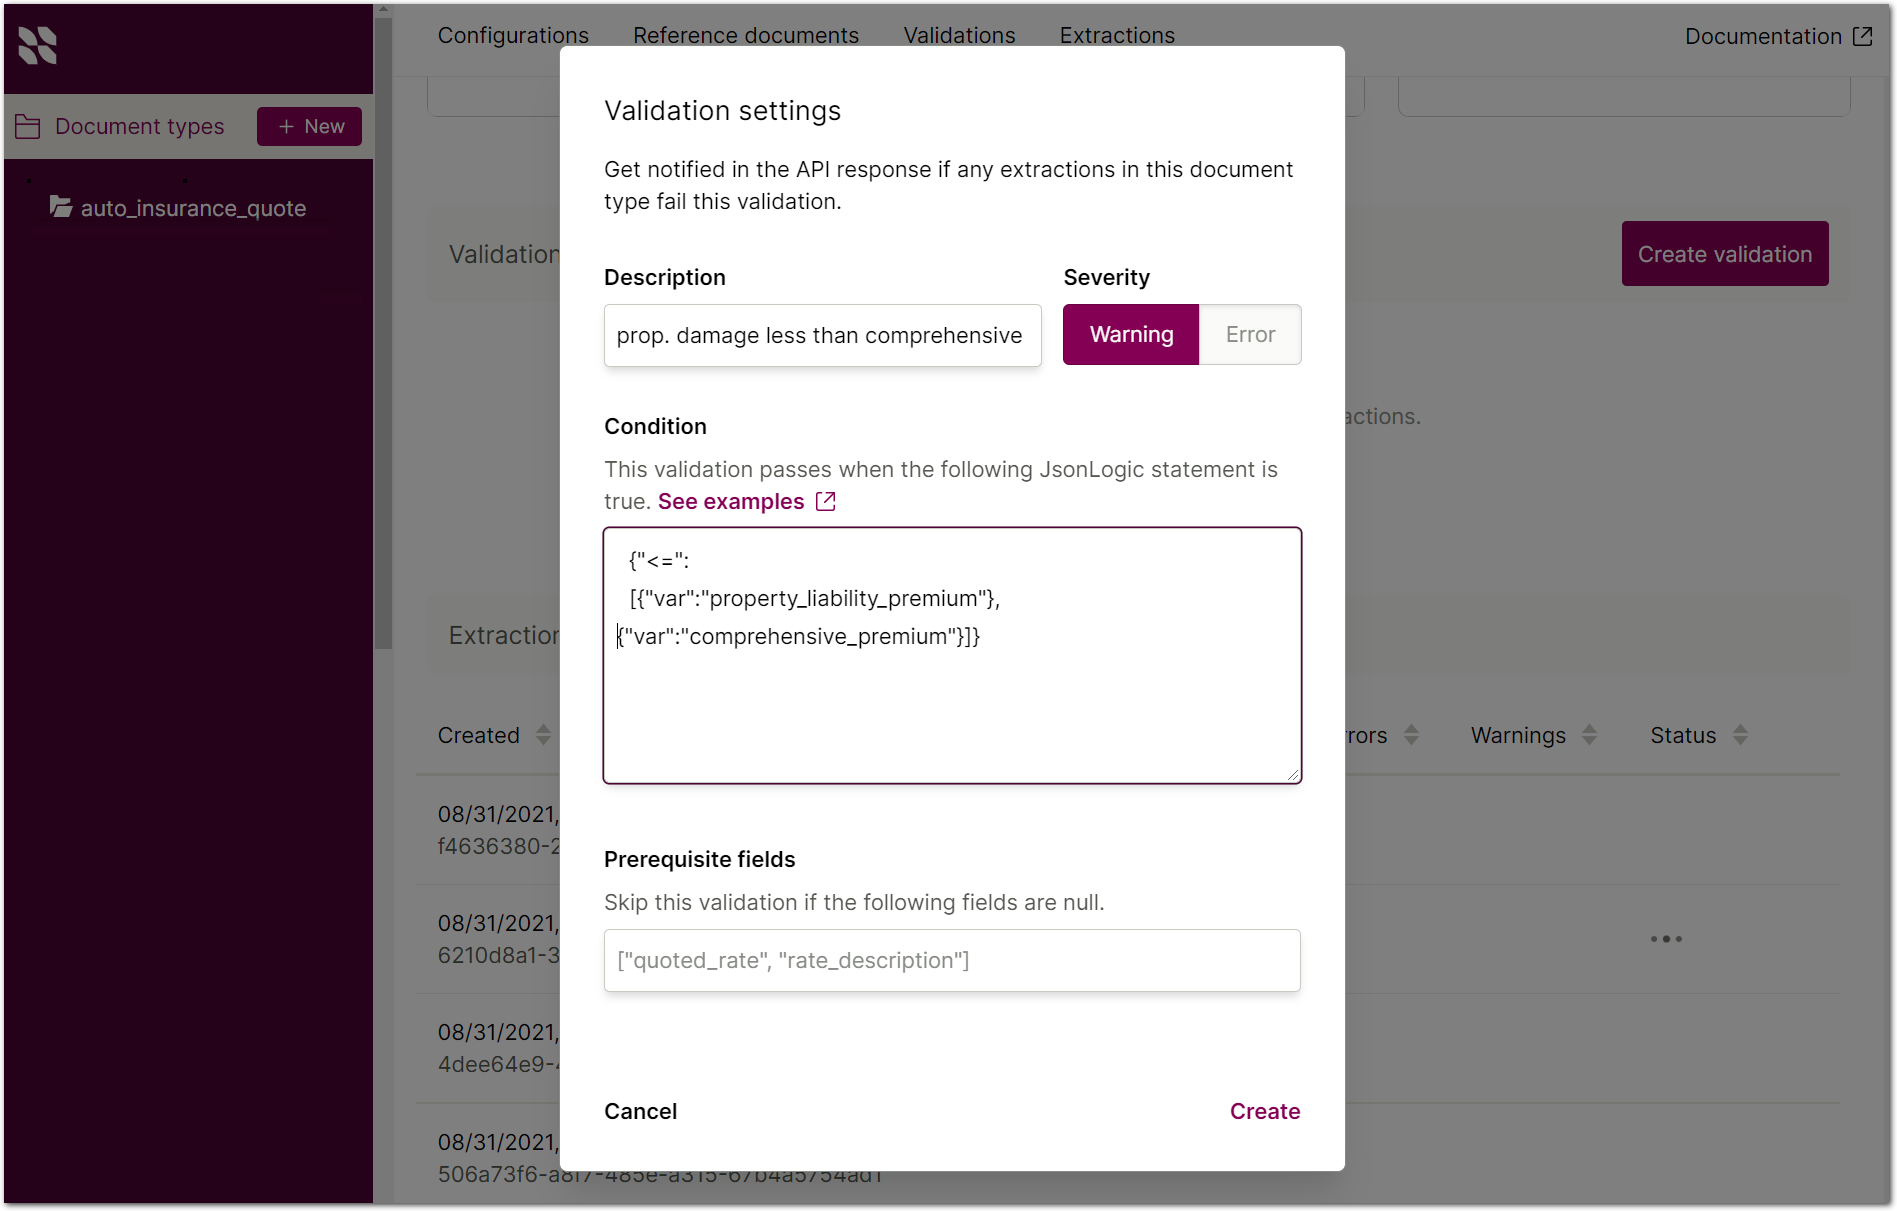 Configurations Reference documents Validations Extractions Documentation
Document types + New
auto_insurance_quote
Validation
Create validation
actions.
Extraction
Created rrors Warnings Status
08/31/2021,
f4636380-2
08/31/2021,
6210d8a1-3
08/31/2021,
4dee64e9-
08/31/2021,
506a73f6-a8f7-485e-a315-67b4a5754ad1
Validation settings
Get notified in the API response if any extractions in this document
type fail this validation.
Description Severity
prop. damage less than comprehensive Warning Error
Condition
This validation passes when the following JsonLogic statement is
true. See examples
{"<=":
[{"var":"property_liability_premium"},
{"var":"comprehensive_premium"}]}
Prerequisite fields
Skip this validation if the following fields are null.
["quoted_rate", "rate_description"]
Cancel Create